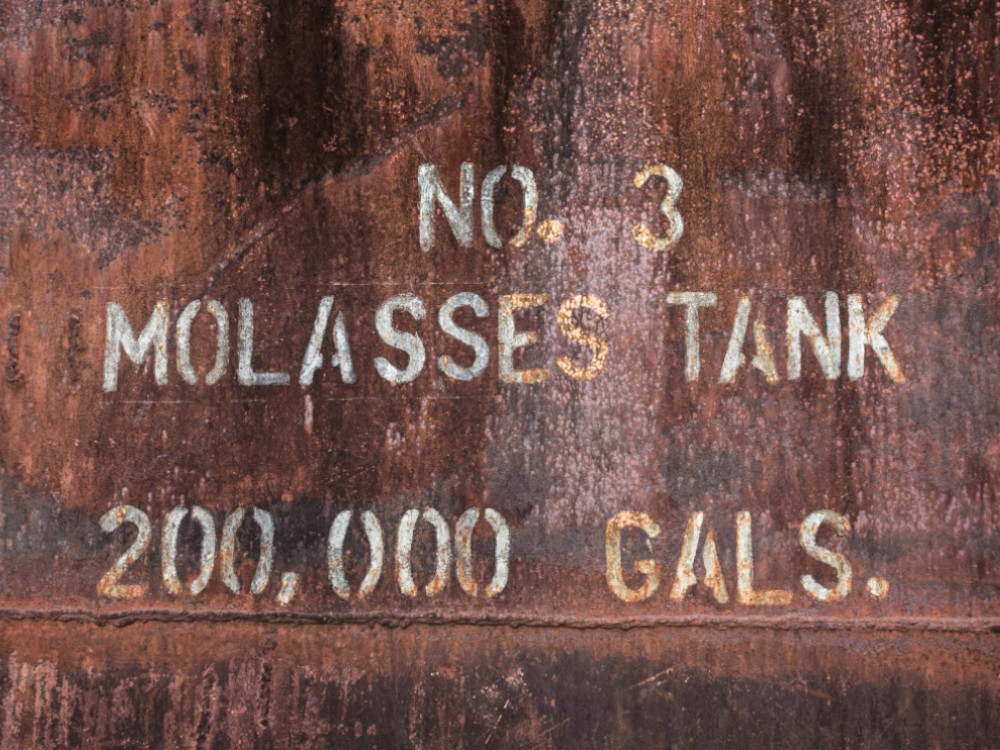 NO. 3
MOLASSES TANK
200,000 GALS.